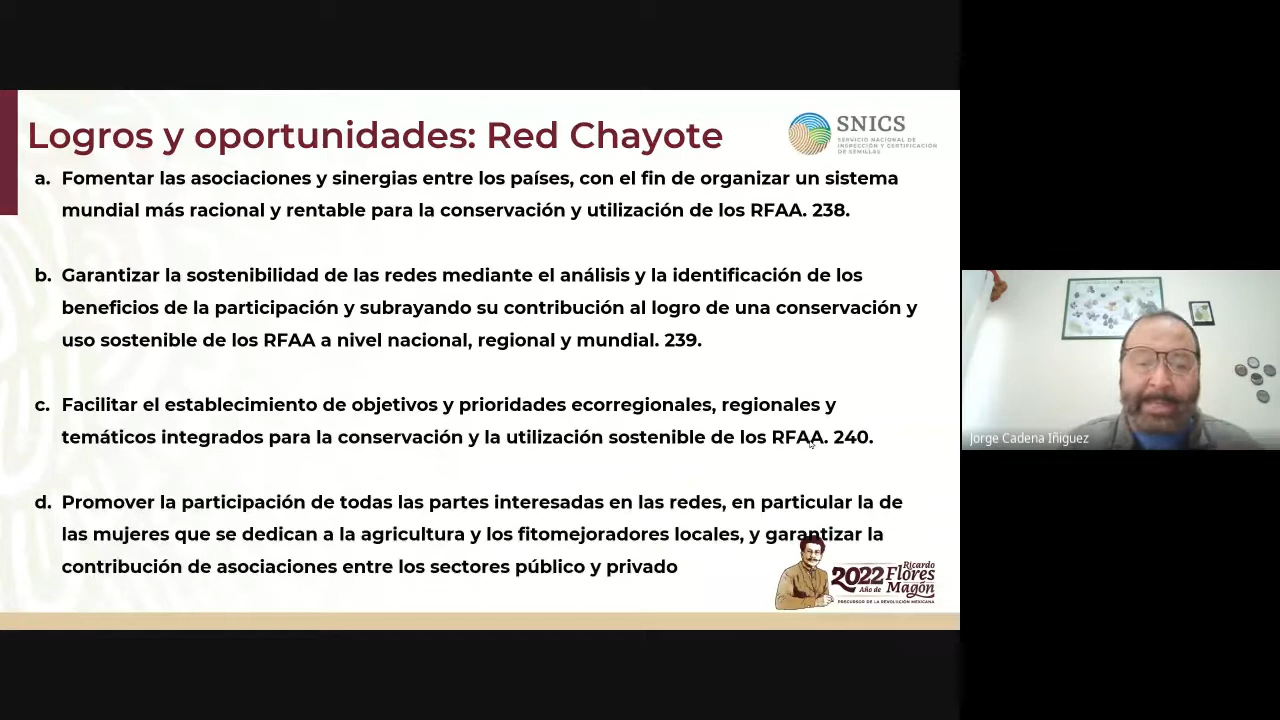 Logros y oportunidades: Red Chayote
SNICS
SERVICIO NACIONAL DE
INSPECCIÓN Y CERTIFICACIÓN
DE SEMILLAS
a. Fomentar las asociaciones y sinergias entre los países, con el fin de organizar un sistema
mundial más racional y rentable para la conservación y utilización de los RFAA. 238.
b. Garantizar la sostenibilidad de las redes mediante el análisis y la identificación de los
beneficios de la participación y subrayando su contribución al logro de una conservación y
uso sostenible de los RFAA a nivel nacional, regional y mundial. 239.
c. Facilitar el establecimiento de objetivos y prioridades ecorregionales, regionales y
temáticos integrados para la conservación y la utilización sostenible de los RFAA. 240.
d. Promover la participación de todas las partes interesadas en las redes, en particular la de
las mujeres que se dedican a la agricultura y los fitomejoradores locales, y garantizar la
contribución de asociaciones entre los sectores público y privado
2022 Ricardo
Año de Flores
Magón
PRECURSOR DE LA REVOLUCIÓN MEXICANA
Jorge Cadena Iñiguez